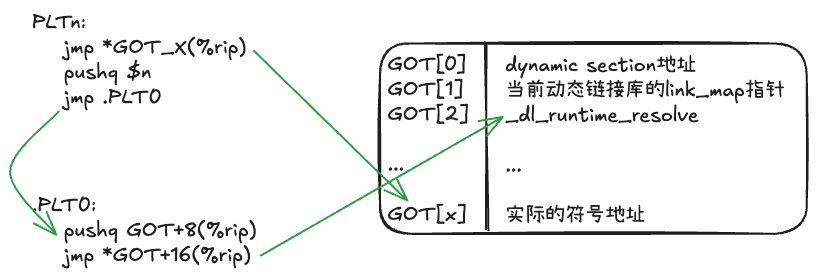 PLTn:
jmp *GOT_X(%rip)
pushq $n
jmp .PLT0
.PLT0:
pushq GOT+8(%rip)
jmp *GOT+16(%rip)
GOT[0] dynamic section地址
GOT[1] 当前动态链接库的link_map指针
GOT[2] _dl_runtime_resolve
... ...
GOT[x] 实际的符号地址